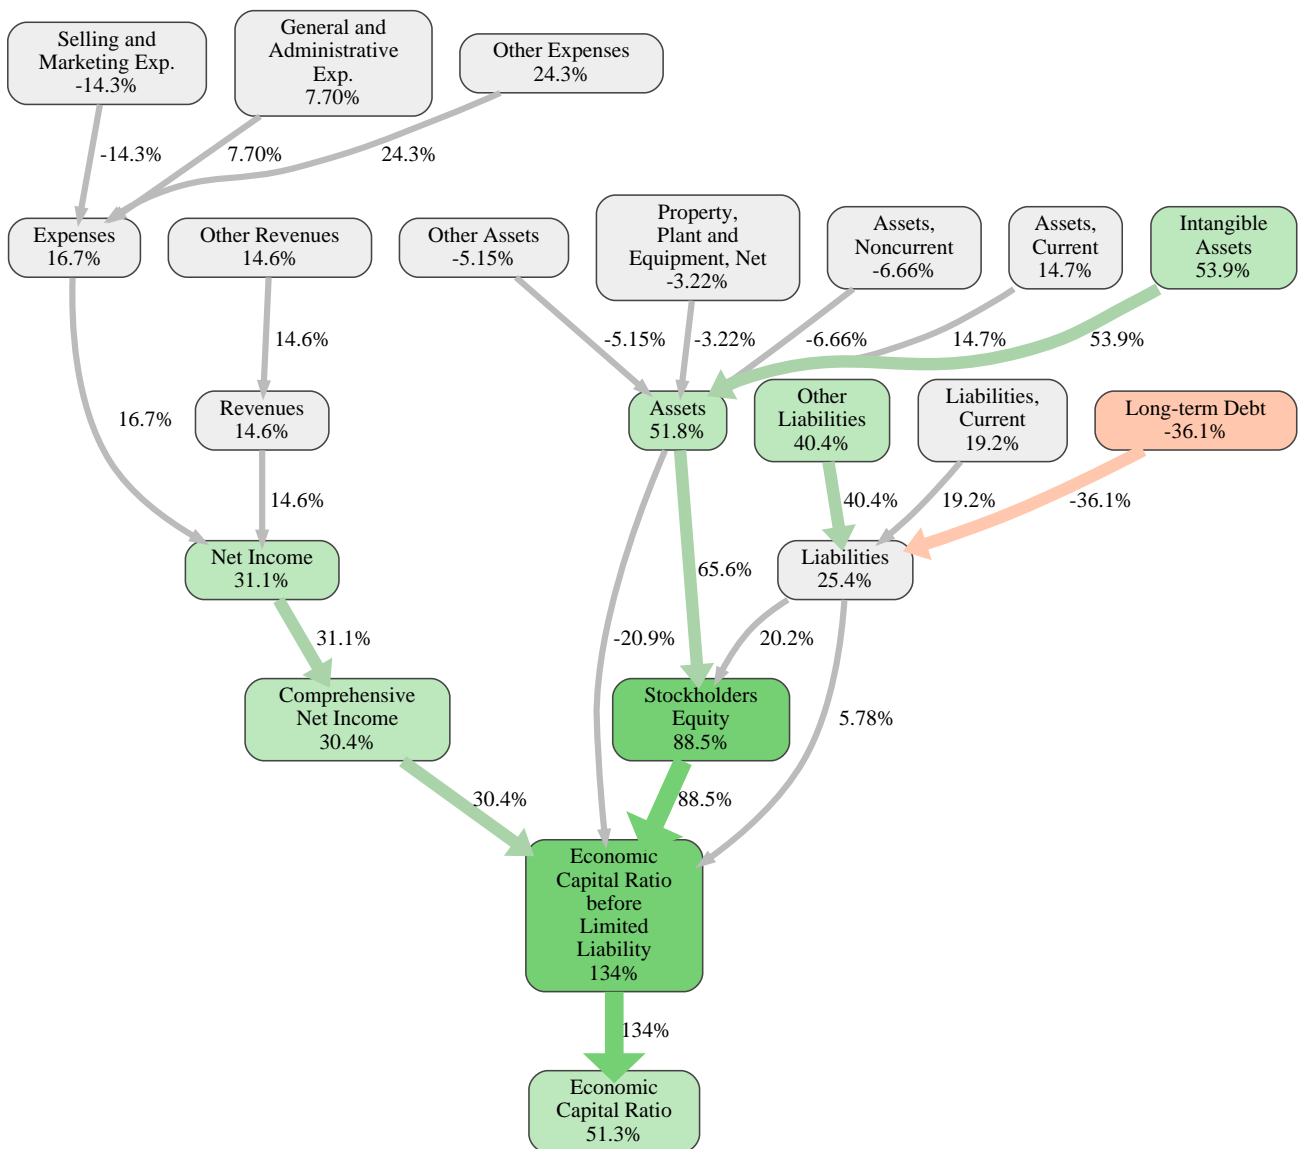 Selling and
Marketing Exp.
-14.3%
General and
Administrative
Exp.
7.70%
Other Expenses
24.3%
-14.3%
7.70%
24.3%
Expenses
16.7%
Other Revenues
14.6%
Other Assets
-5.15%
Property,
Plant and
Equipment, Net
-3.22%
Assets,
Noncurrent
-6.66%
Assets,
Current
14.7%
Intangible
Assets
53.9%
14.6%
-5.15%
-3.22%
-6.66%
14.7%
53.9%
16.7%
Revenues
14.6%
Assets
51.8%
Other
Liabilities
40.4%
Liabilities,
Current
19.2%
Long-term Debt
-36.1%
14.6%
40.4%
19.2%
-36.1%
Net Income
31.1%
65.6%
Liabilities
25.4%
31.1%
-20.9%
20.2%
Comprehensive
Net Income
30.4%
Stockholders
Equity
88.5%
5.78%
30.4%
88.5%
Economic
Capital Ratio
before
Limited
Liability
134%
134%
Economic
Capital Ratio
51.3%